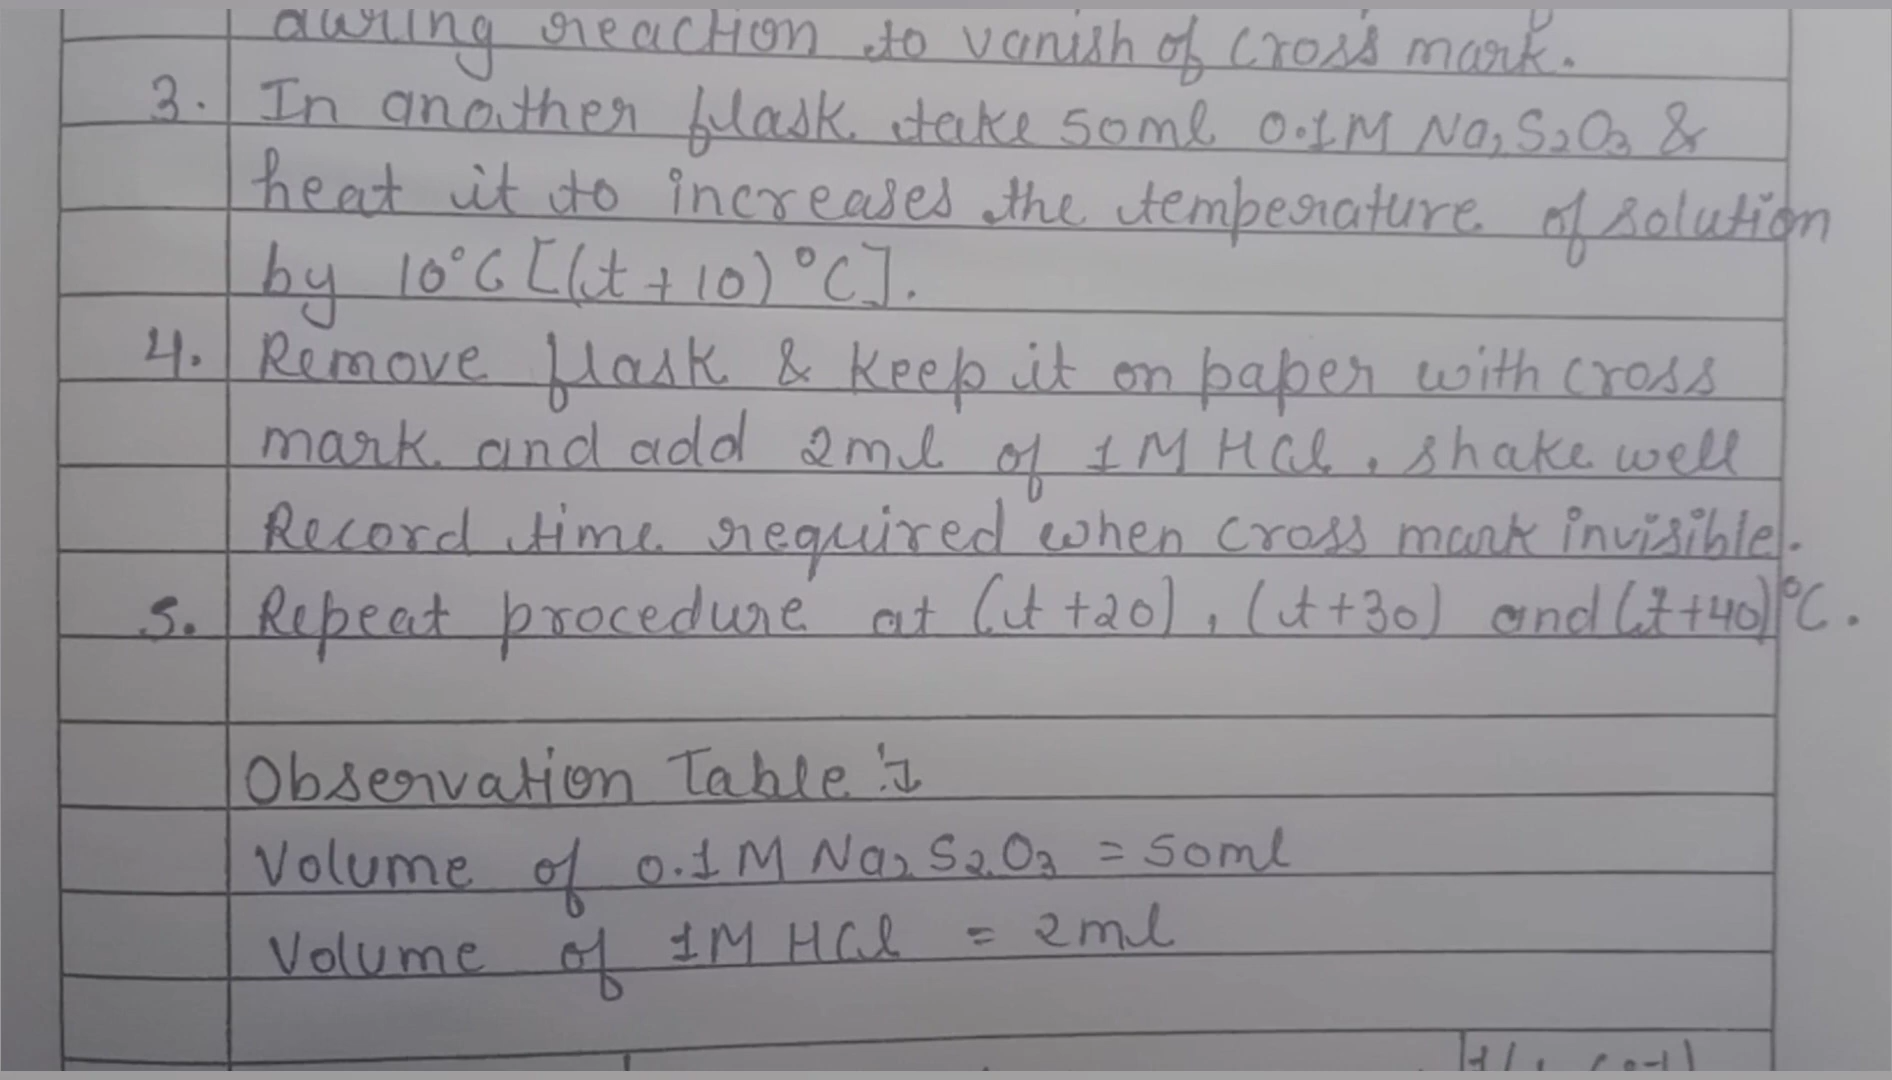 during reaction to vanish of cross mark.
3. In another flask take 50ml 0.1M Na₂S₂O₃ &
heat it to increases the temperature of solution
by 10°C [(t+10)°C].
4. Remove flask & keep it on paper with cross
mark and add 2ml of 1M HCl, shake well
Record time required when cross mark invisible.
5. Repeat procedure at (t+20), (t+30) and (t+40)°C.
Observation Table :-
Volume of 0.1M Na₂S₂O₃ = 50ml
Volume of 1M HCl = 2ml